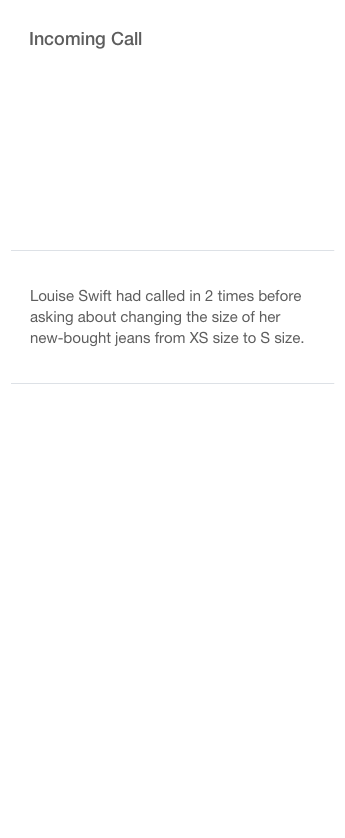 Incoming Call
Louise Swift had called in 2 times before
asking about changing the size of her
new-bought jeans from XS size to S size.